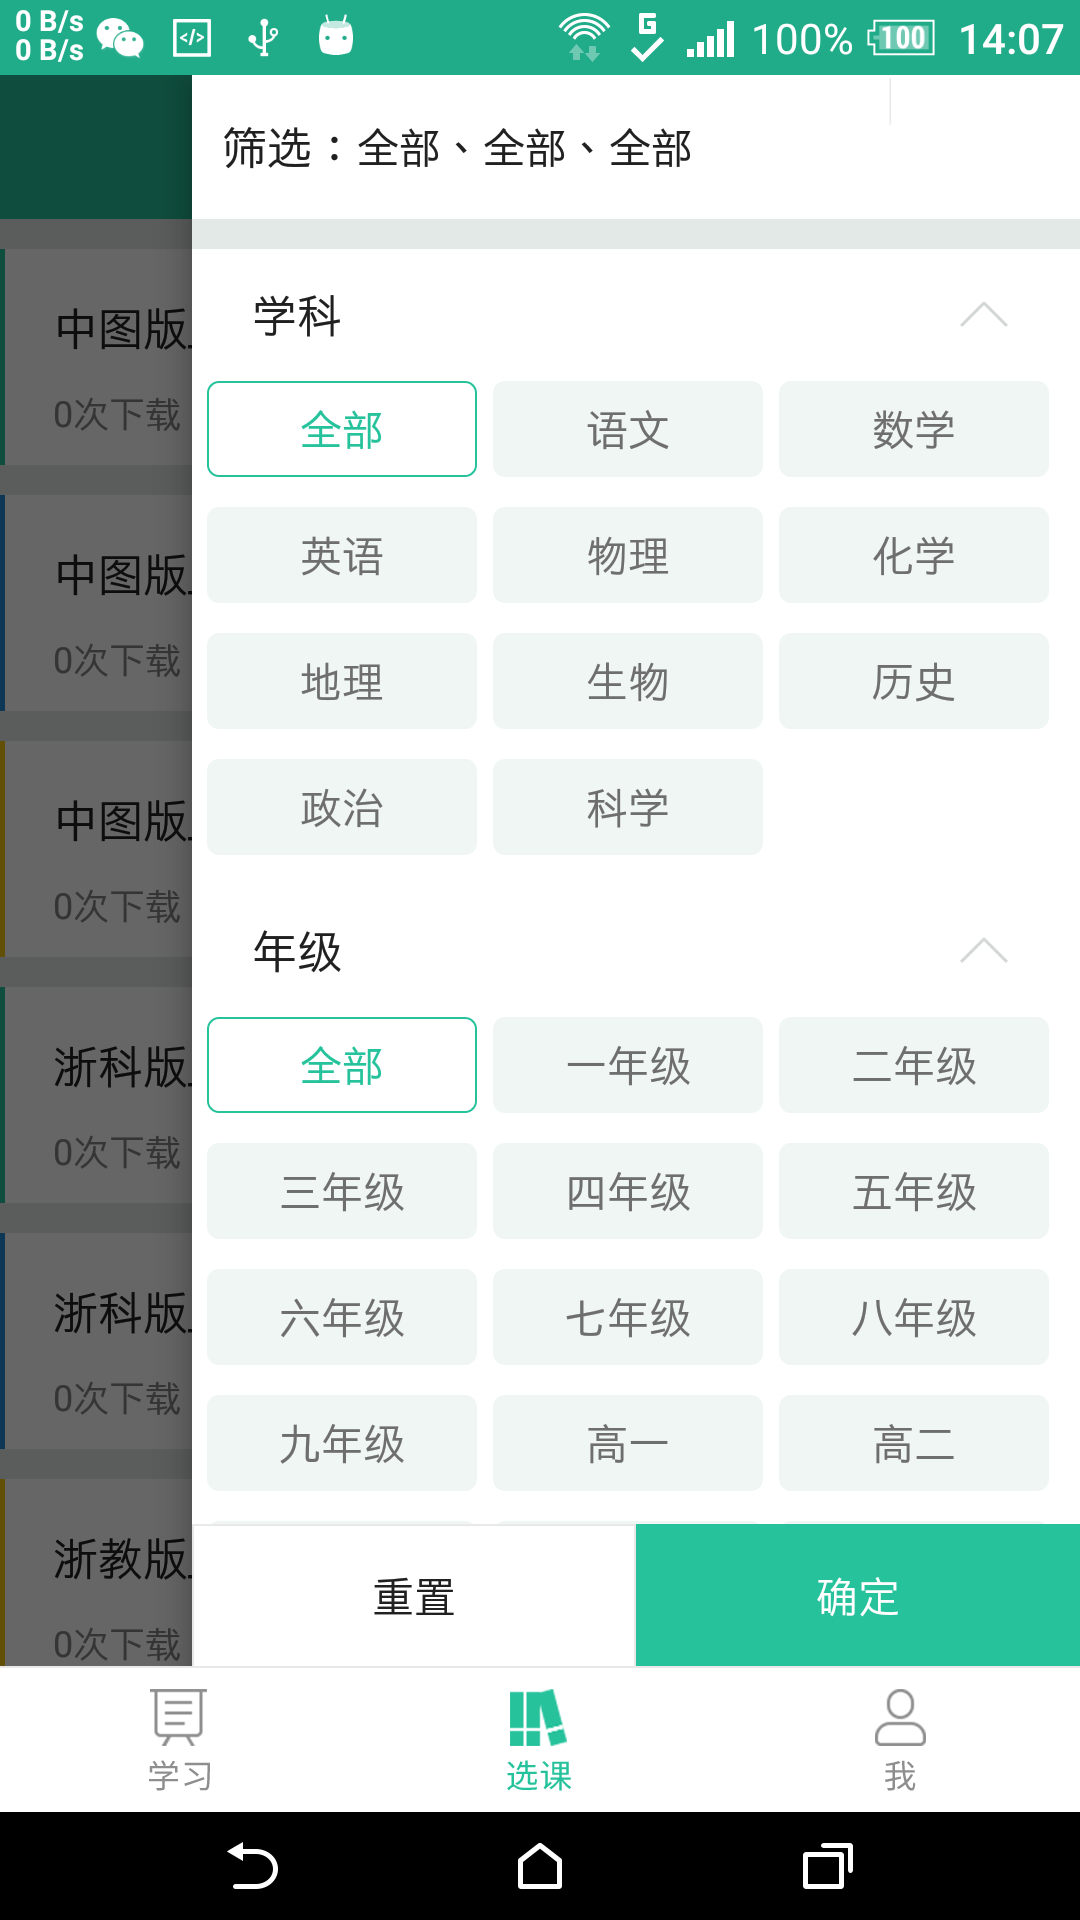 0 B/s
0 B/s
</>
G
100%
100
14:07
筛选：全部、全部、全部
中图版
0次下载
中图版
0次下载
中图版
0次下载
浙科版
0次下载
浙科版
0次下载
浙教版
0次下载
学科
全部 语文 数学
英语 物理 化学
地理 生物 历史
政治 科学
年级
全部 一年级 二年级
三年级 四年级 五年级
六年级 七年级 八年级
九年级 高一 高二
重置 确定
学习 选课 我